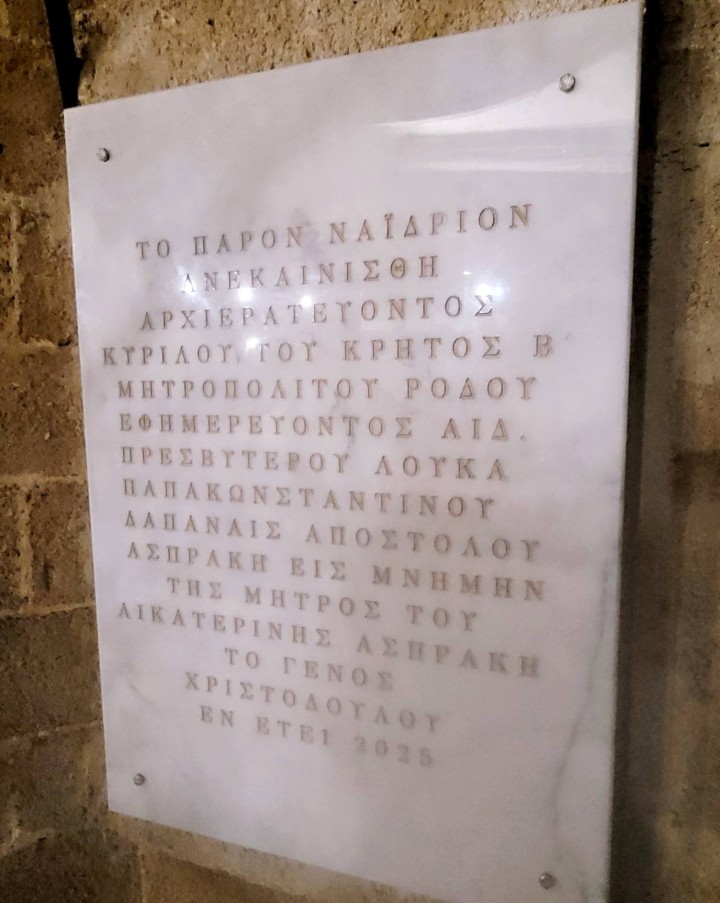 ΤΟ ΠΑΡΟΝ ΝΑΪΔΡΙΟΝ
ΑΝΕΚΑΙΝΙΣΘΗ
ΑΡΧΙΕΡΑΤΕΥΟΝΤΟΣ
ΚΥΡΙΛΟΥ ΤΟΥ ΚΡΗΤΟΣ Β
ΜΗΤΡΟΠΟΛΙΤΟΥ ΡΟΔΟΥ
ΕΦΗΜΕΡΕΥΟΝΤΟΣ ΑΙΔ.
ΠΡΕΣΒΥΤΕΡΟΥ ΛΟΥΚΑ
ΠΑΠΑΚΩΝΣΤΑΝΤΙΝΟΥ
ΔΑΠΑΝΑΙΣ ΑΠΟΣΤΟΛΟΥ
ΑΣΠΡΑΚΗ ΕΙΣ ΜΝΗΜΗΝ
ΤΗΣ ΜΗΤΡΟΣ ΤΟΥ
ΑΙΚΑΤΕΡΙΝΗΣ ΑΣΠΡΑΚΗ
ΤΟ ΓΕΝΟΣ
ΧΡΙΣΤΟΔΟΥΛΟΥ
ΕΝ ΕΤΕΙ 2025